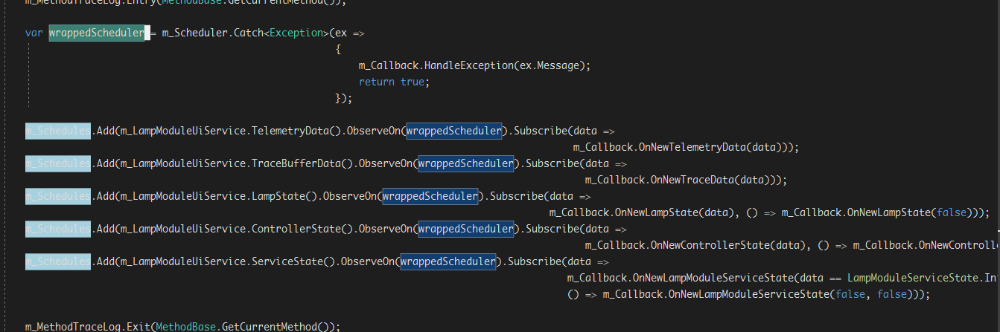 m_MethodTraceLog.Entry(MethodBase.GetCurrentMethod());
var wrappedScheduler = m_Scheduler.Catch<Exception>(ex =>
{
m_Callback.HandleException(ex.Message);
return true;
});
m_Schedules.Add(m_LampModuleUiService.TelemetryData().ObserveOn(wrappedScheduler).Subscribe(data =>
m_Callback.OnNewTelemetryData(data)));
m_Schedules.Add(m_LampModuleUiService.TraceBufferData().ObserveOn(wrappedScheduler).Subscribe(data =>
m_Callback.OnNewTraceData(data)));
m_Schedules.Add(m_LampModuleUiService.LampState().ObserveOn(wrappedScheduler).Subscribe(data =>
m_Callback.OnNewLampState(data), () => m_Callback.OnNewLampState(false)));
m_Schedules.Add(m_LampModuleUiService.ControllerState().ObserveOn(wrappedScheduler).Subscribe(data =>
m_Callback.OnNewControllerState(data), () => m_Callback.OnNewControlle
m_Schedules.Add(m_LampModuleUiService.ServiceState().ObserveOn(wrappedScheduler).Subscribe(data =>
m_Callback.OnNewLampModuleServiceState(data == LampModuleServiceState.In
() => m_Callback.OnNewLampModuleServiceState(false, false)));
m_MethodTraceLog.Exit(MethodBase.GetCurrentMethod());